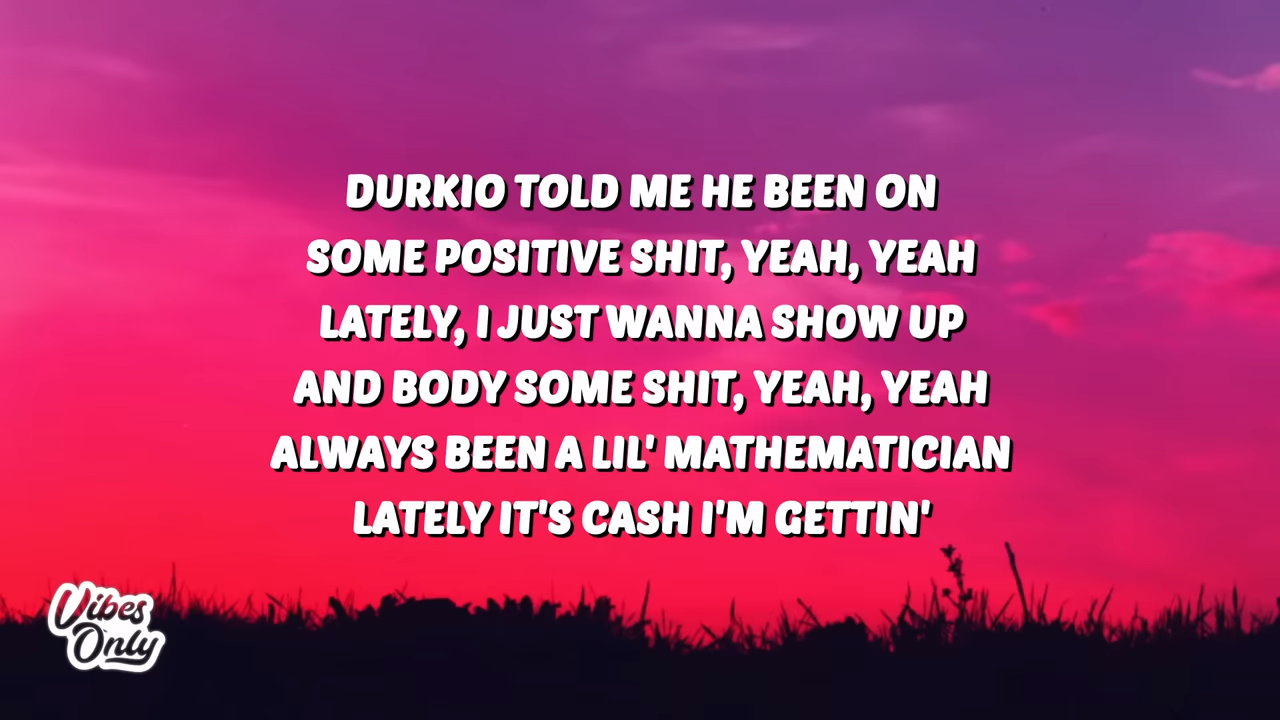 DURKIO TOLD ME HE BEEN ON
SOME POSITIVE SHIT, YEAH, YEAH
LATELY, I JUST WANNA SHOW UP
AND BODY SOME SHIT, YEAH, YEAH
ALWAYS BEEN A LIL' MATHEMATICIAN
LATELY IT'S CASH I'M GETTIN'
Vibes
Only